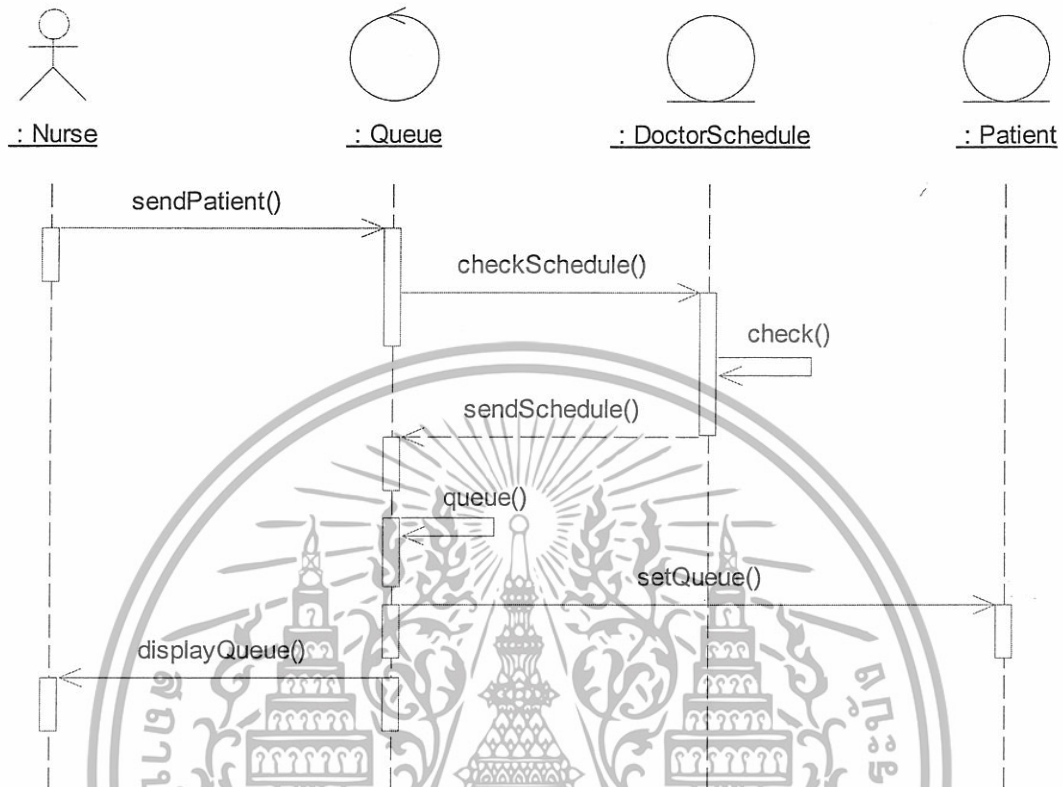 : Nurse
: Queue
: DoctorSchedule
: Patient
sendPatient()
checkSchedule()
check()
sendSchedule()
queue()
setQueue()
displayQueue()